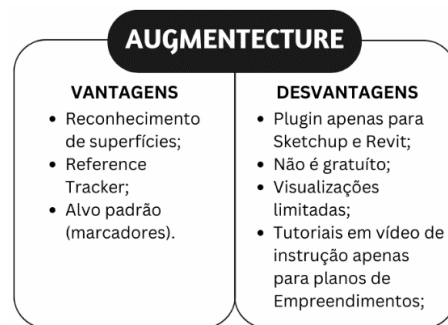 AUGMENTECTURE
VANTAGENS
• Reconhecimento
de superfícies;
• Reference
Tracker;
• Alvo padrão
(marcadores).
DESVANTAGENS
• Plugin apenas para
Sketchup e Revit;
• Não é gratuíto;
• Visualizações
limitadas;
• Tutoriais em vídeo de
instrução apenas
para planos de
Empreendimentos;